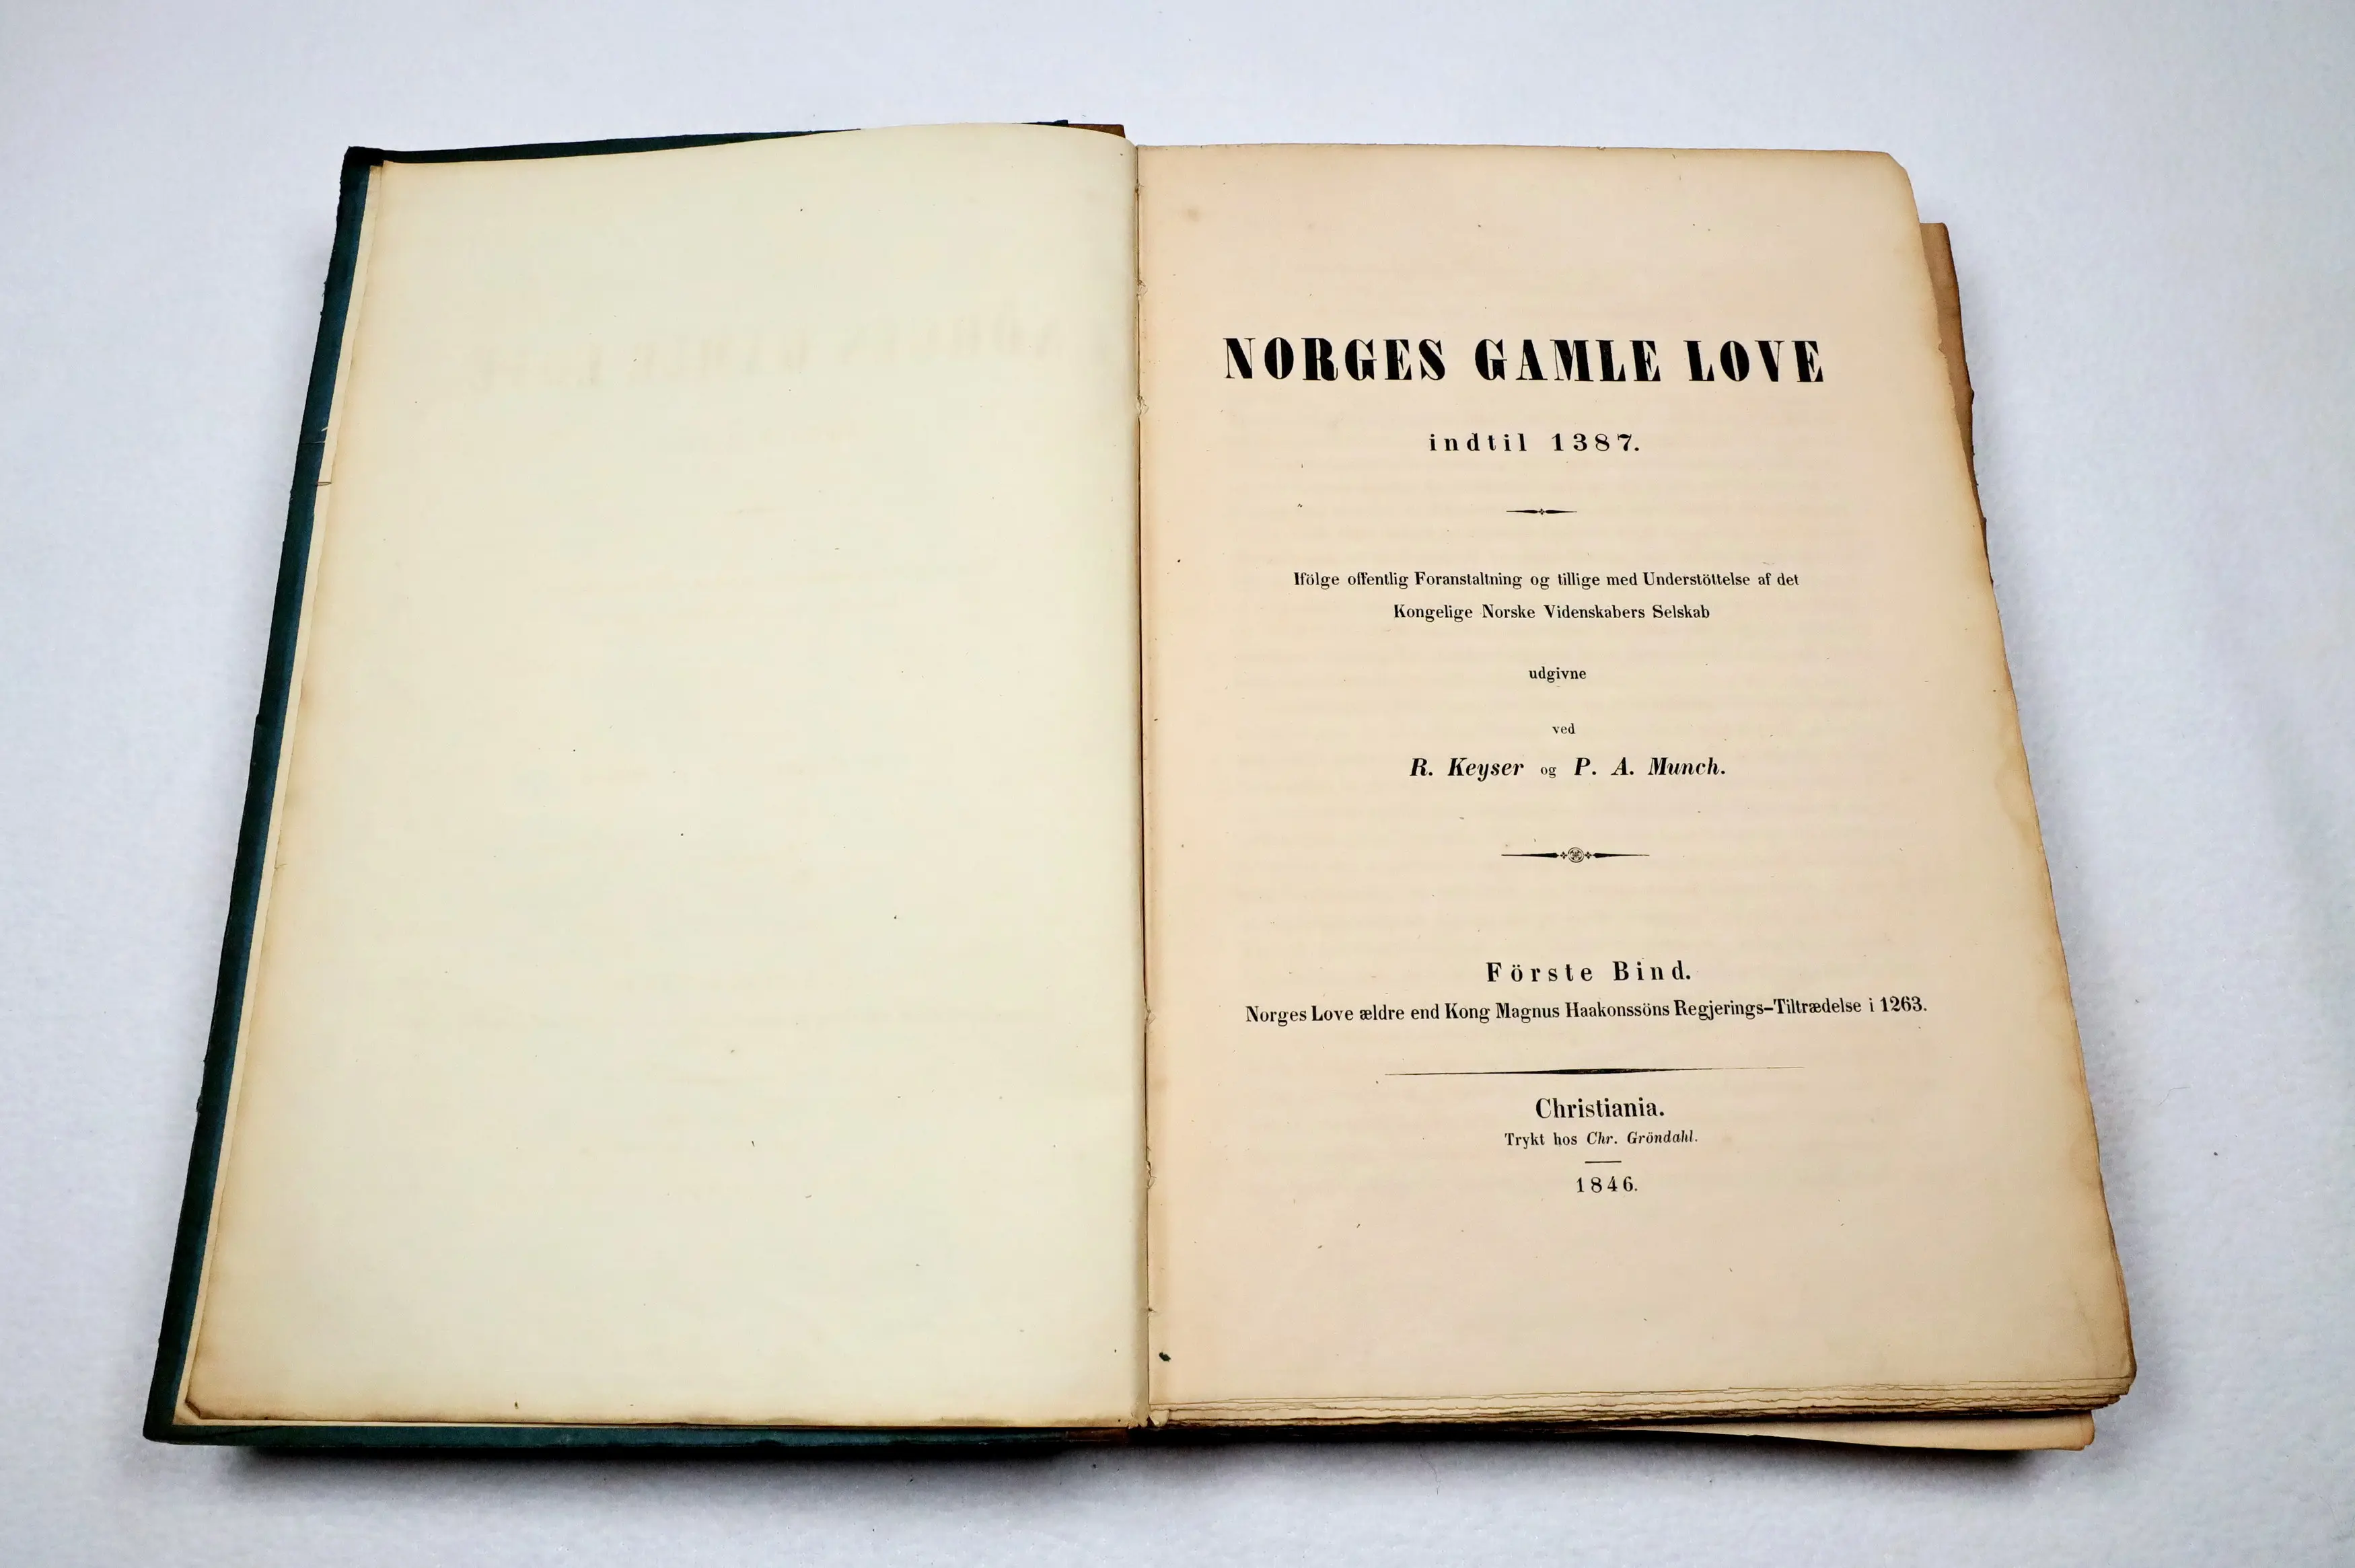 NORGES GAMLE LOVE
indtil 1387.
Ifölge offentlig Foranstaltning og tillige med Understöttelse af det
Kongelige Norske Videnskabers Selskab
udgivne
ved
R. Keyser og P. A. Munch.
Förste Bind.
Norges Love ældre end Kong Magnus Haakonssöns Regjerings-Tiltrædelse i 1263.
Christiania.
Trykt hos Chr. Gröndahl.
1846.